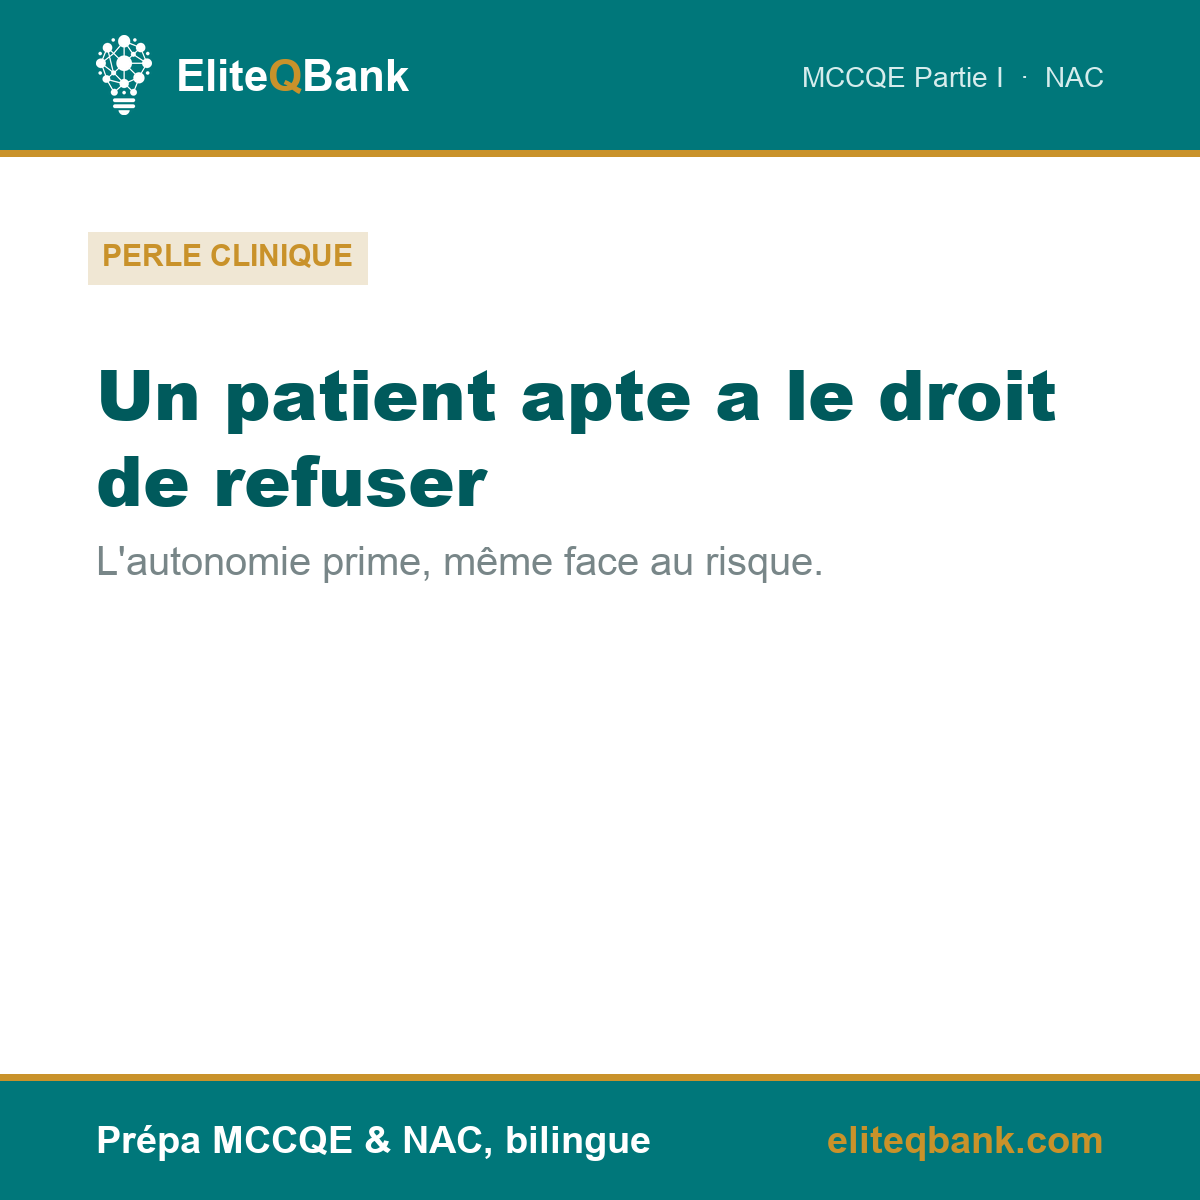 EliteQBank
MCCQE Partie I · NAC
PERLE CLINIQUE
Un patient apte a le droit
de refuser
L'autonomie prime, même face au risque.
Prépa MCCQE & NAC, bilingue
eliteqbank.com